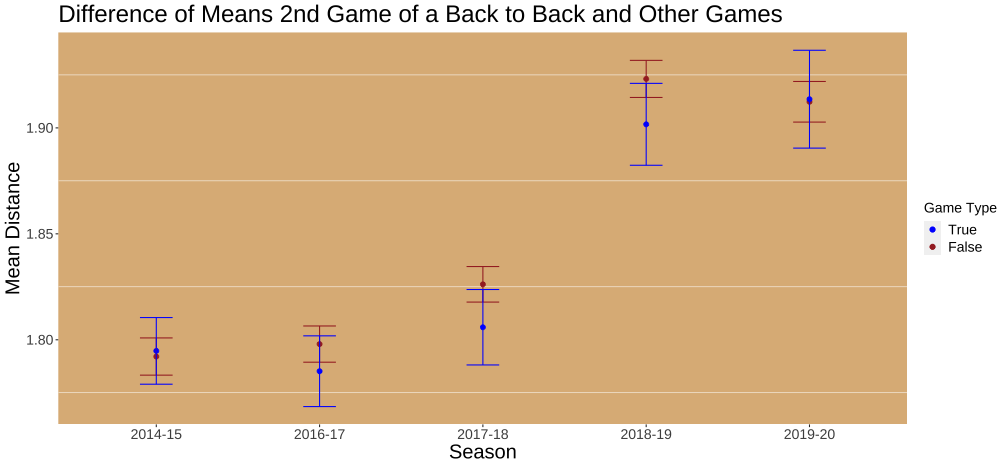 Difference of Means 2nd Game of a Back to Back and Other Games
Mean Distance
1.90
1.85
1.80
2014-15 2016-17 2017-18 2018-19 2019-20
Season
Game Type
True
False